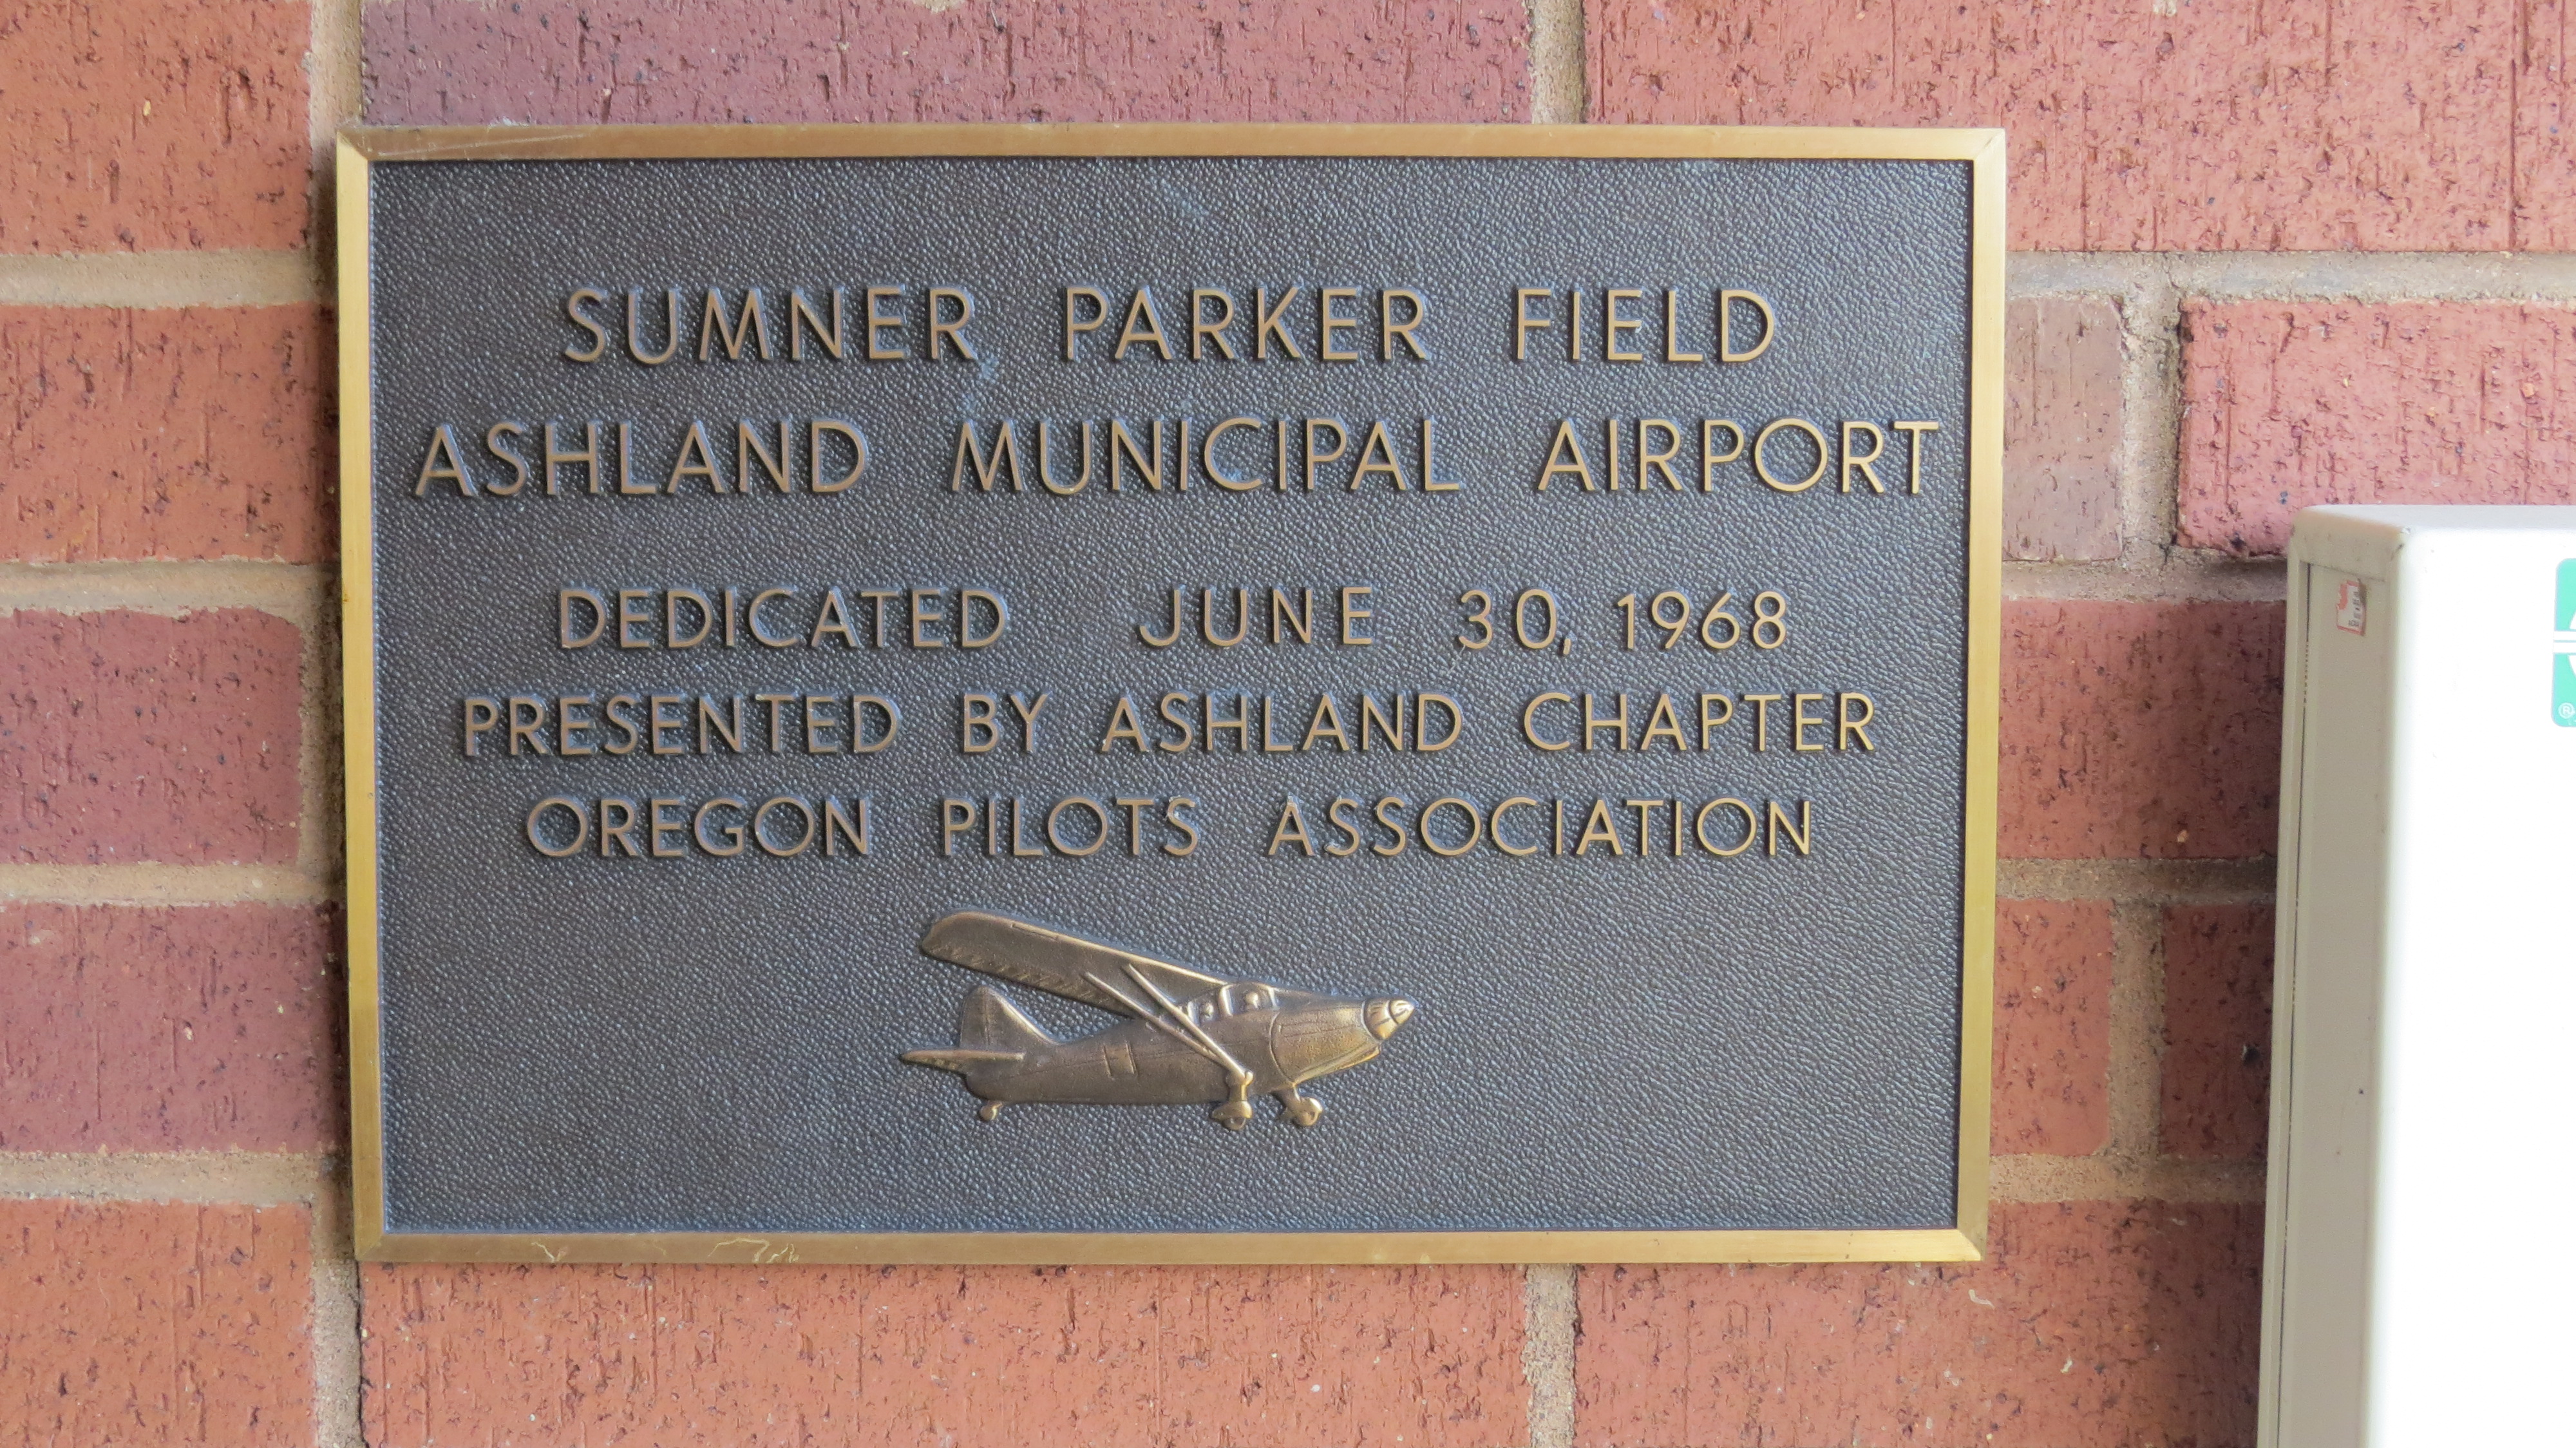 SUMNER PARKER FIELD
ASHLAND MUNICIPAL AIRPORT
DEDICATED JUNE 30, 1968
PRESENTED BY ASHLAND CHAPTER
OREGON PILOTS ASSOCIATION